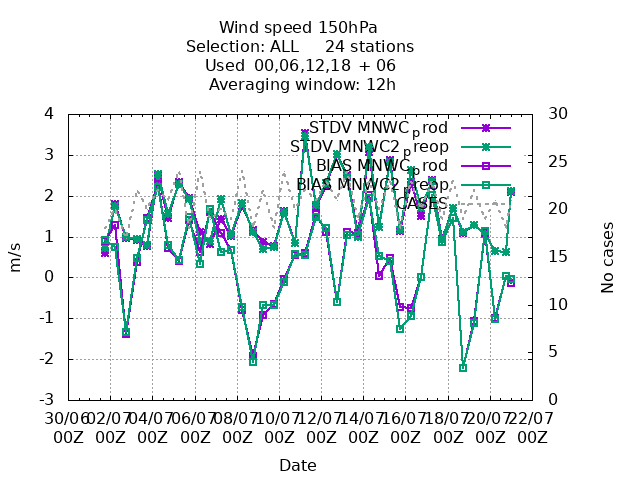 Wind speed 150hPa
Selection: ALL 24 stations
Used 00,06,12,18 + 06
Averaging window: 12h
4
3
2
1
0
-1
-2
-3
m/s
30
25
20
15
10
5
0
No cases
STDV MNWC_prod
STDV MNWC2_preop
BIAS MNWC_prod
BIAS MNWC2_preop
CASES
30/06 02/07 04/07 06/07 08/07 10/07 12/07 14/07 16/07 18/07 20/07 22/07
00Z 00Z 00Z 00Z 00Z 00Z 00Z 00Z 00Z 00Z 00Z 00Z
Date